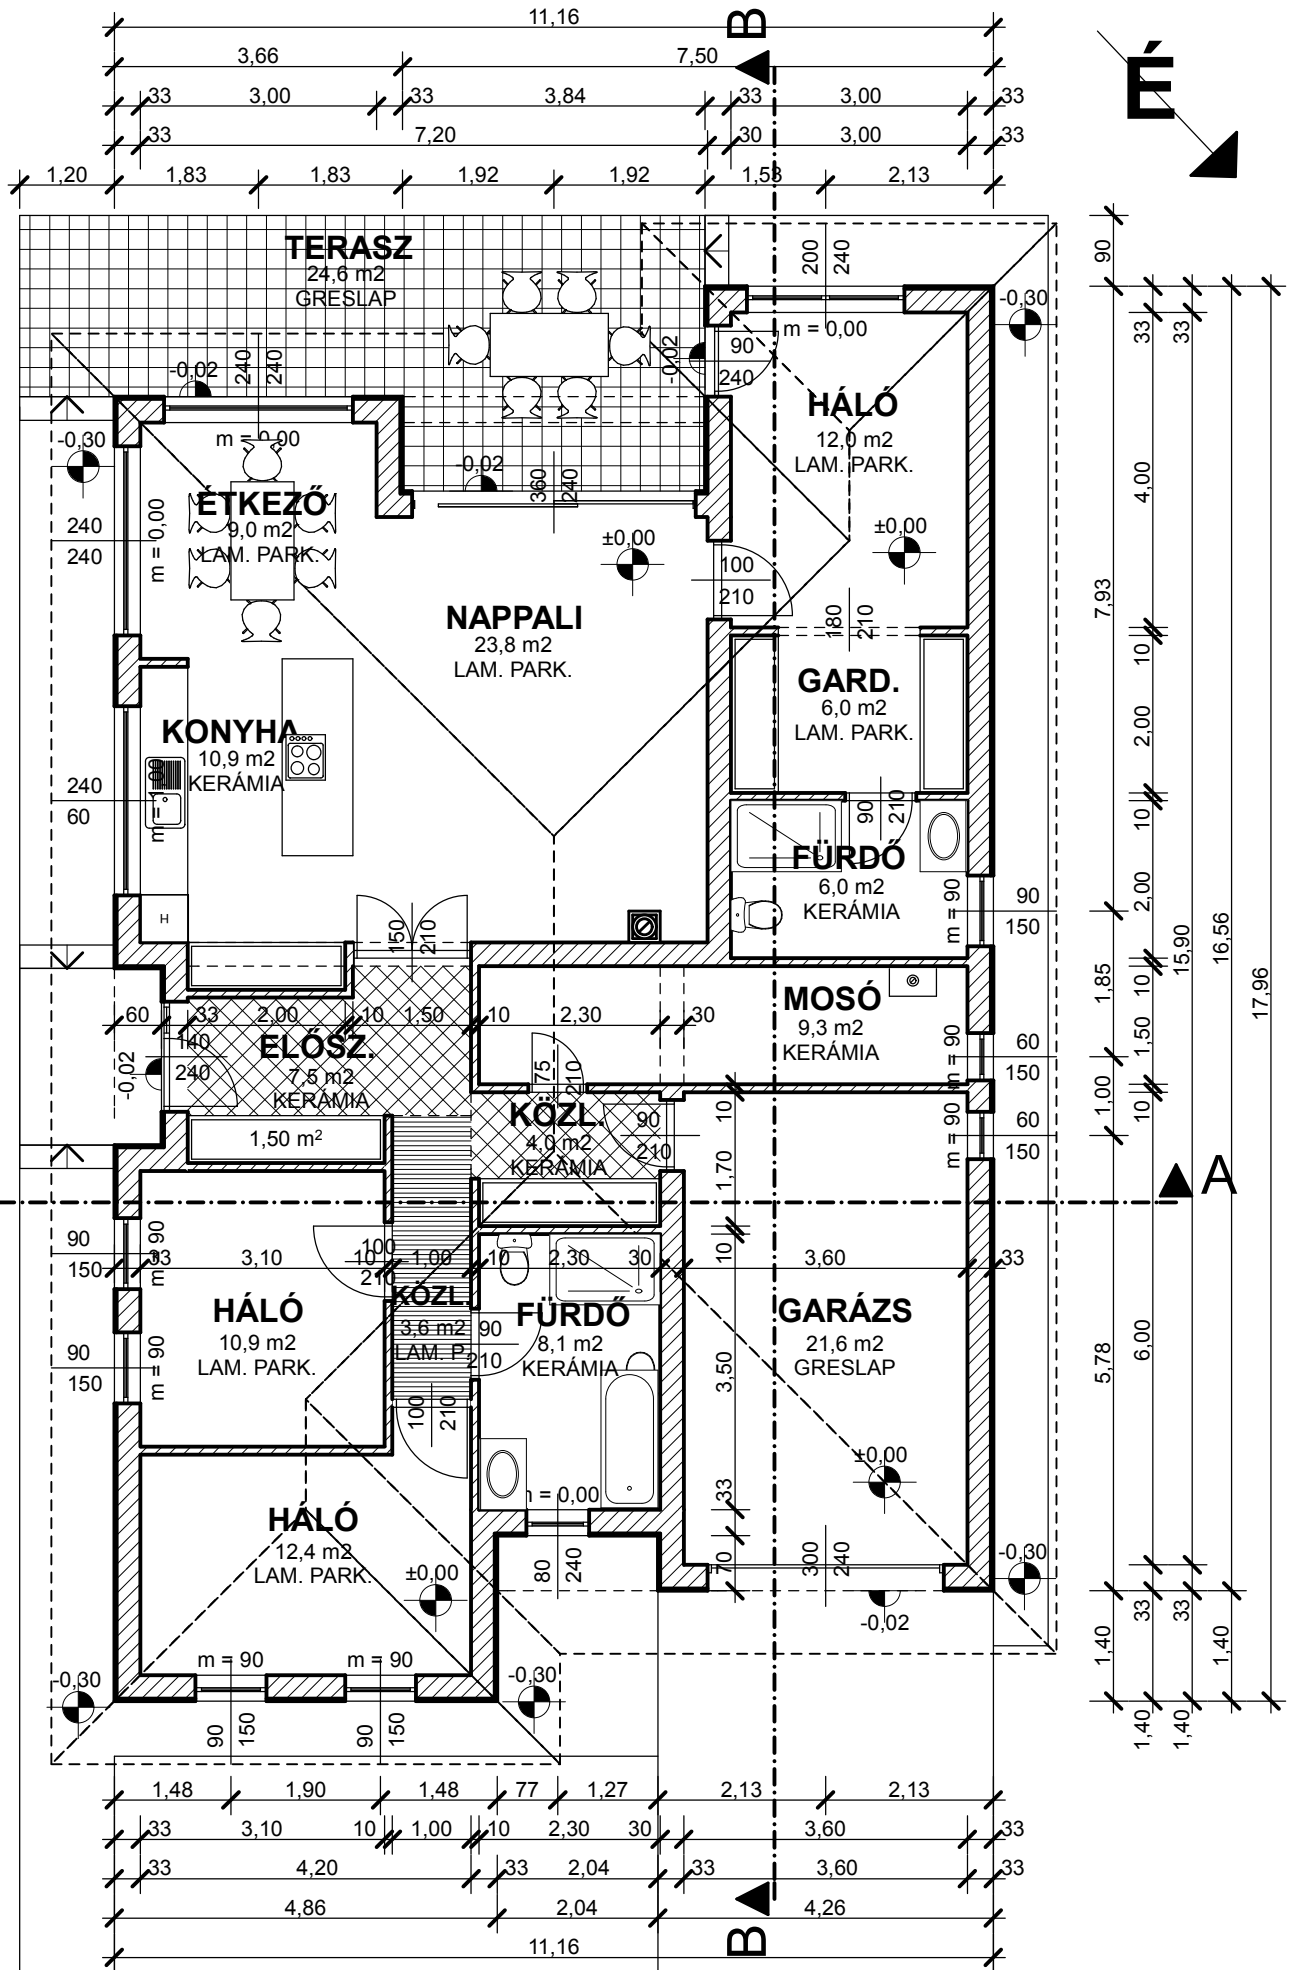 11,16
B
3,66
7,50
É
33
3,00
33
3,84
33
3,00
33
33
7,20
30
3,00
33
1,20
1,83
1,83
1,92
1,92
1,53
2,13
TERASZ
24,6 m2
GRESLAP
200
240
90
-0,30
m = 0,00
33
33
-0,02
240
240
-0,02
90
240
HÁLÓ
12,0 m2
LAM. PARK.
-0,30
m = 0,00
-0,02
360
240
4,00
ÉTKEZŐ
9,0 m2
LAM. PARK.
240
240
m = 0,00
±0,00
±0,00
100
210
7,93
NAPPALI
23,8 m2
LAM. PARK.
180
210
10
GARD.
6,0 m2
LAM. PARK.
2,00
KONYHA
10,9 m2
KERÁMIA
240
60
90
210
10
FÜRDŐ
6,0 m2
KERÁMIA
m = 90
90
150
2,00
15,90
16,56
17,96
H
150
210
1,85
10
MOSÓ
9,3 m2
KERÁMIA
60
33
2,00
10
1,50
10
2,30
30
140
240
-0,02
ELŐSZ.
7,5 m2
KERÁMIA
75
210
m = 90
60
150
1,50
1,00
10
10
KÖZL.
4,0 m2
KERÁMIA
90
210
m = 90
60
150
1,50 m²
1,70
A
90
150
m = 90
33
3,10
10
100
210
1,00
10
2,30
30
10
3,60
33
HÁLÓ
10,9 m2
LAM. PARK.
KÖZL.
3,6 m2
LAM. P.
90
210
FÜRDŐ
8,1 m2
KERÁMIA
GARÁZS
21,6 m2
GRESLAP
90
150
m = 90
3,50
5,78
6,00
100
210
±0,00
33
= 0,00
HÁLÓ
12,4 m2
LAM. PARK.
±0,00
80
240
70
300
240
-0,30
-0,02
33
33
m = 90
m = 90
-0,30
-0,30
1,40
1,40
90
150
90
150
1,40
1,40
1,48
1,90
1,48
77
1,27
2,13
2,13
33
3,10
10
1,00
10
2,30
30
3,60
33
33
4,20
33
2,04
33
3,60
33
4,86
2,04
B
4,26
11,16